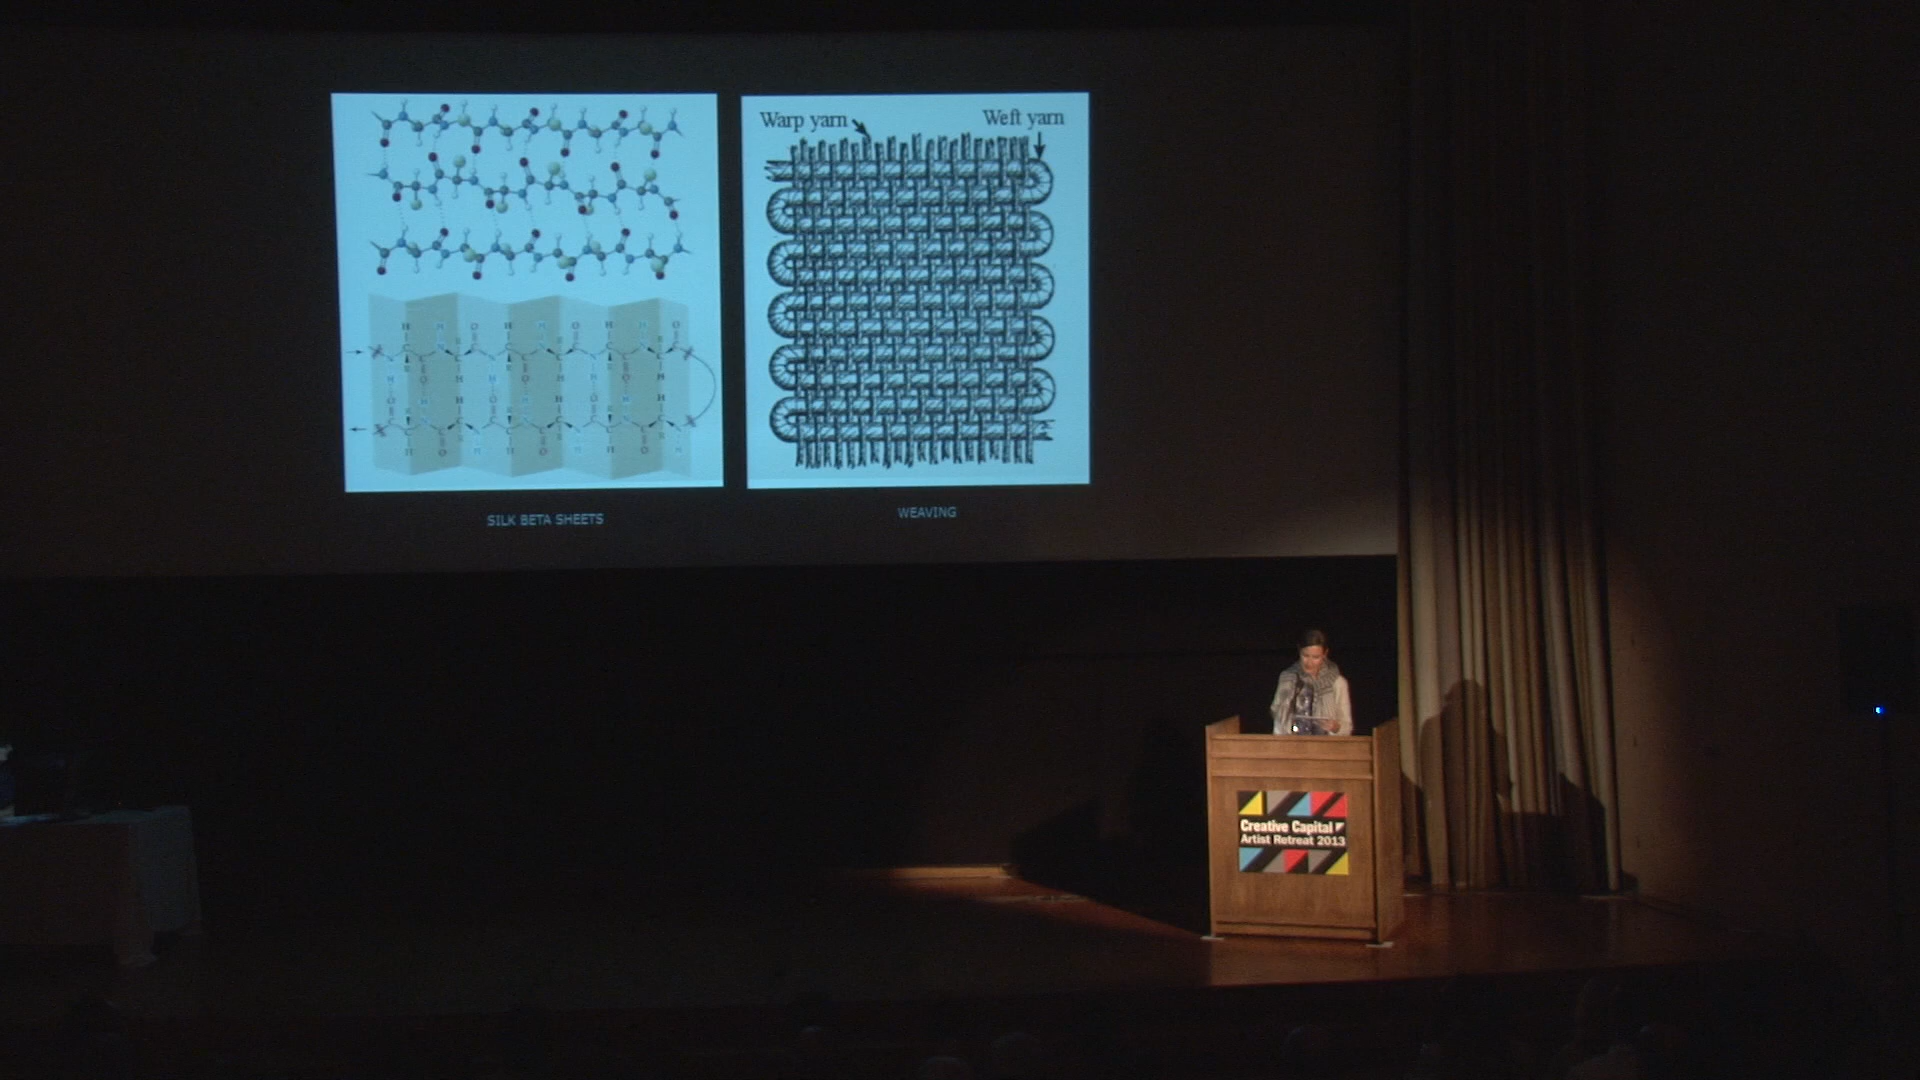 Warp yarn
Weft yarn
SILK BETA SHEETS
WEAVING
Creative Capital
Artist Retreat 2013